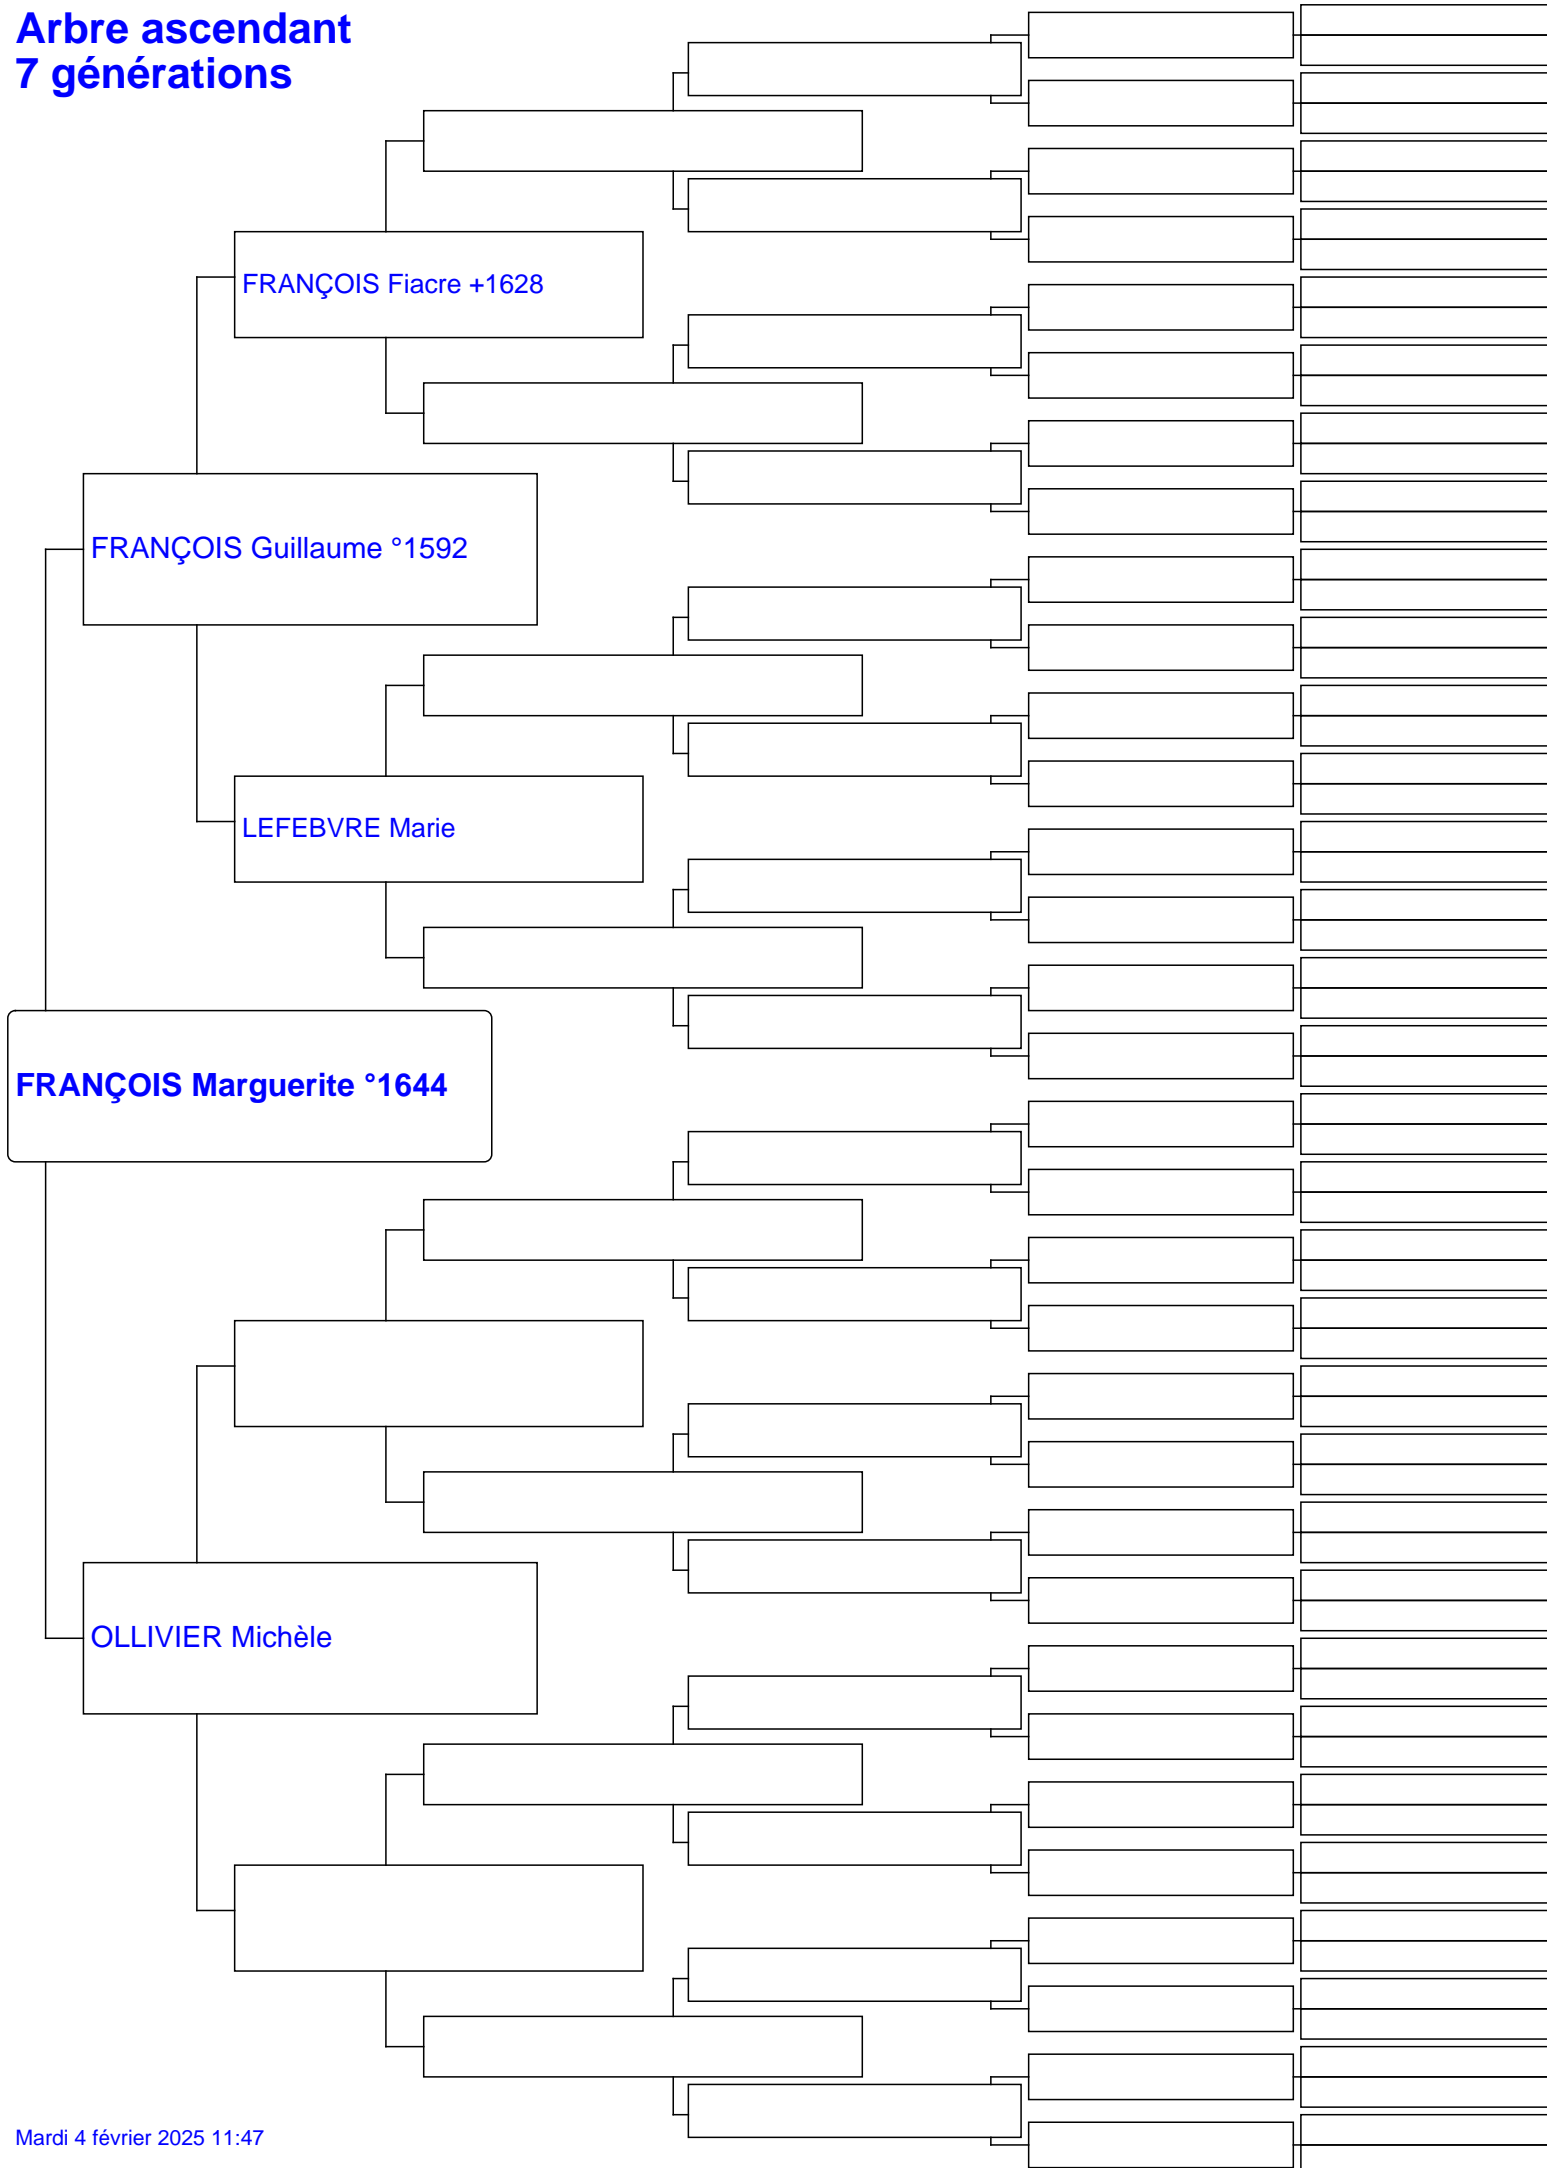 Arbre ascendant
7 générations
FRANÇOIS Fiacre +1628
FRANÇOIS Guillaume °1592
LEFEBVRE Marie
FRANÇOIS Marguerite °1644
OLLIVIER Michèle
Mardi 4 février 2025 11:47